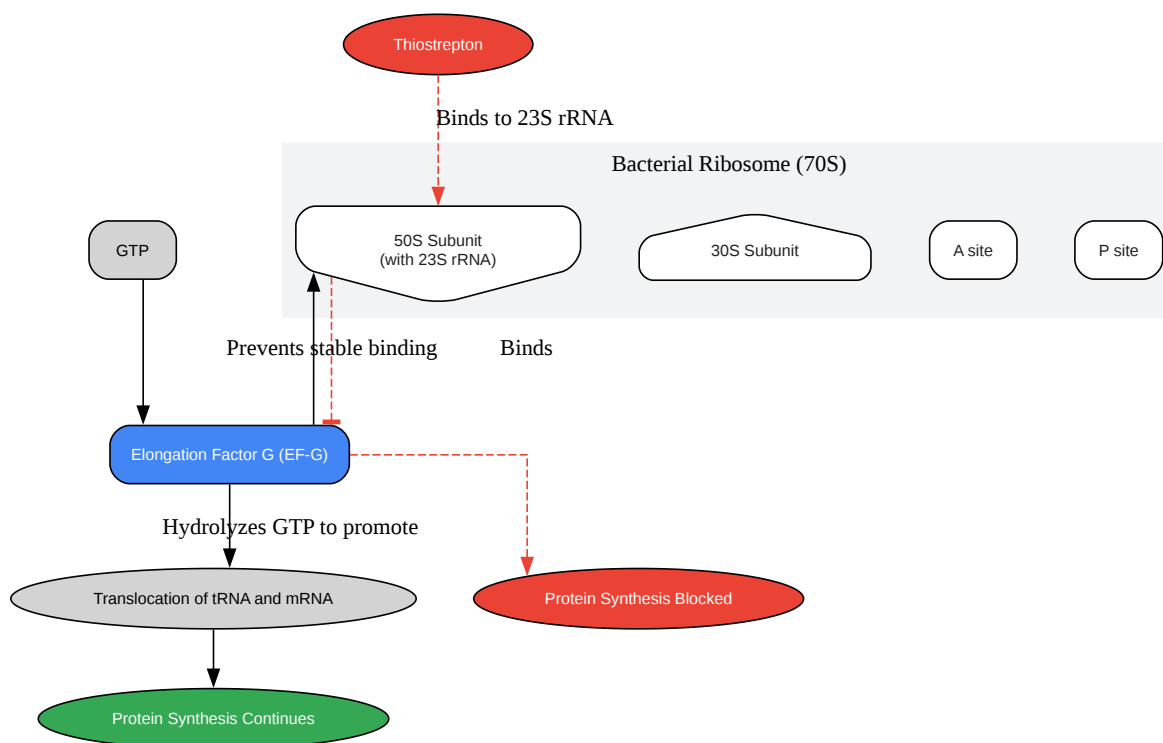 Thiostrepton
Binds to 23S rRNA
Bacterial Ribosome (70S)
GTP
50S Subunit
(with 23S rRNA)
30S Subunit
A site
P site
Prevents stable binding
Binds
Elongation Factor G (EF-G)
Hydrolyzes GTP to promote
Translocation of tRNA and mRNA
Protein Synthesis Blocked
Protein Synthesis Continues